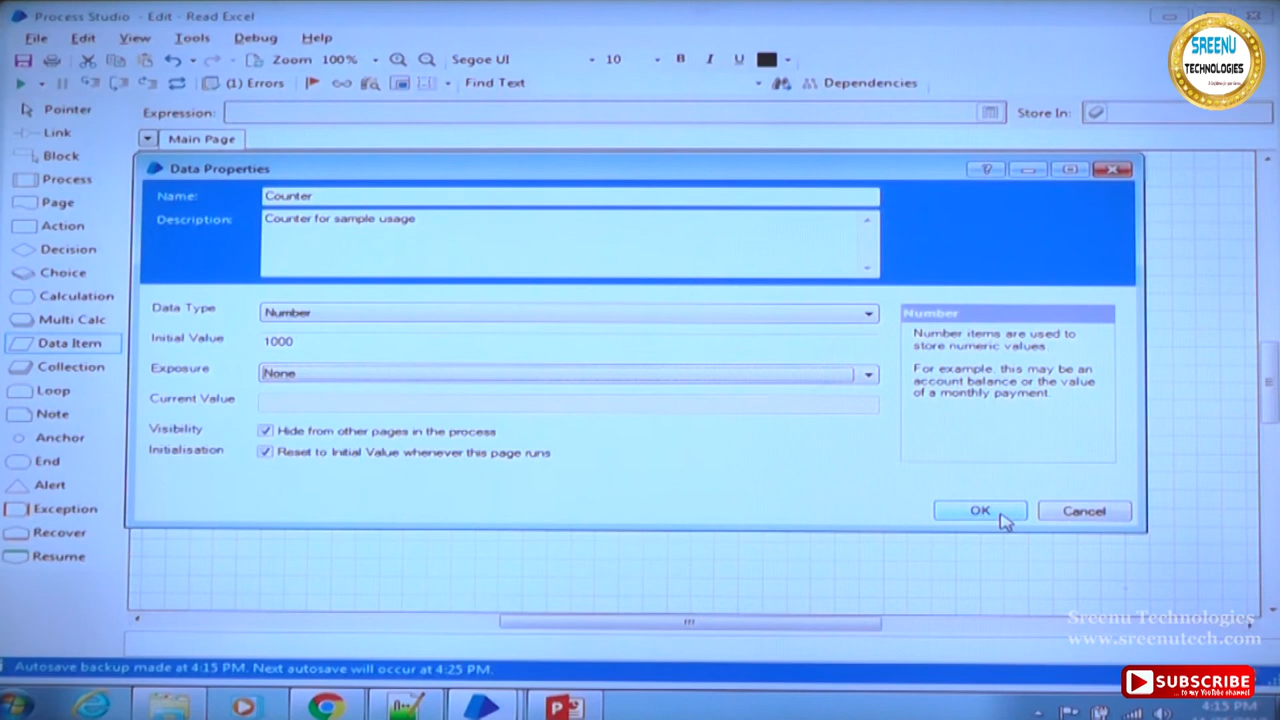 Process Studio - Edit - Read Excel
File Edit View Tools Debug Help
Zoom 100% Segoe UI 10 B I U
(1) Errors Find Text Dependencies
Pointer
Link
Block
Process
Page
Action
Decision
Choice
Calculation
Multi Calc
Data Item
Collection
Loop
Note
Anchor
End
Alert
Exception
Recover
Resume
Expression: Store In:
Main Page
Data Properties
Name: Counter
Description: Counter for sample usage
Data Type Number
Initial Value 1000
Exposure None
Current Value
Visibility Hide from other pages in the process
Initialisation Reset to Initial Value whenever this page runs
Number
Number items are used to
store numeric values.
For example, this may be an
account balance or the value
of a monthly payment.
OK Cancel
Autosave backup made at 4:15 PM. Next autosave will occur at 4:25 PM.
4:15 PM
SREENU
TECHNOLOGIES
Sreenu Technologies
www.sreenutech.com
SUBSCRIBE
... to my YouTube channel